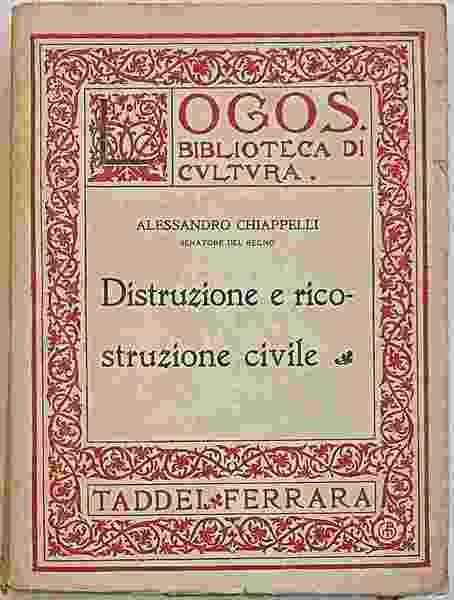 LOGOS.
BIBLIOTECA DI
CVLTVRA.
ALESSANDRO CHIAPPELLI
SENATORE DEL REGNO
Distruzione e rico-
struzione civile
TADDEI FERRARA